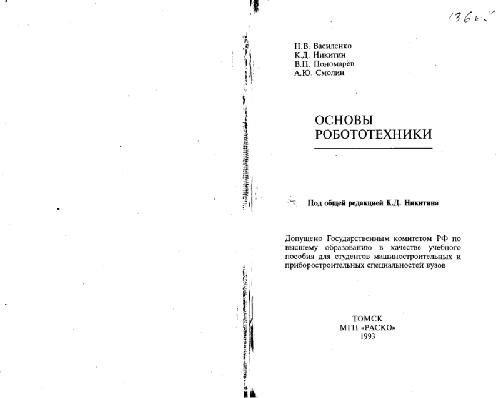 Н.В. Василенко
К.Д. Никитин
В.П. Пономарев
А.Ю. Смолин
ОСНОВЫ
РОБОТОТЕХНИКИ
Под общей редакцией К.Д. Никитина
Допущено Государственным комитетом РФ по
высшему образованию в качестве учебного
пособия для студентов машиностроительных и
приборостроительных специальностей вузов
ТОМСК
МГП «РАСКО»
1993